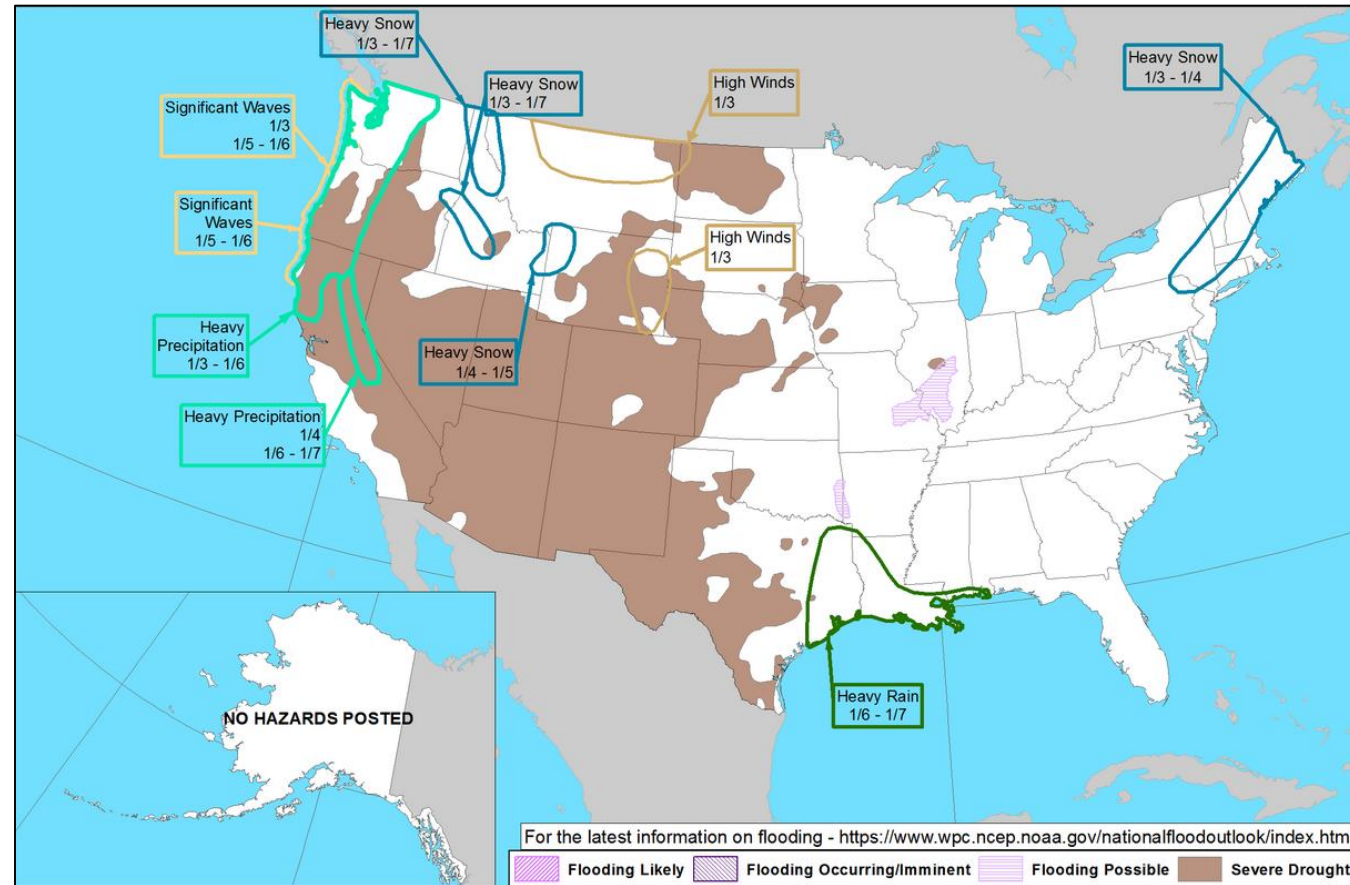 Heavy Snow
1/3 - 1/7
Heavy Snow
1/3 - 1/7
High Winds
1/3
Heavy Snow
1/3 - 1/4
Significant Waves
1/3
1/5 - 1/6
Significant
Waves
1/5 - 1/6
High Winds
1/3
Heavy
Precipitation
1/3 - 1/6
Heavy Snow
1/4 - 1/5
Heavy Precipitation
1/4
1/6 - 1/7
Heavy Rain
1/6 - 1/7
NO HAZARDS POSTED
For the latest information on flooding - https://www.wpc.ncep.noaa.gov/nationalfloodoutlook/index.htm
Flooding Likely
Flooding Occurring/Imminent
Flooding Possible
Severe Drought